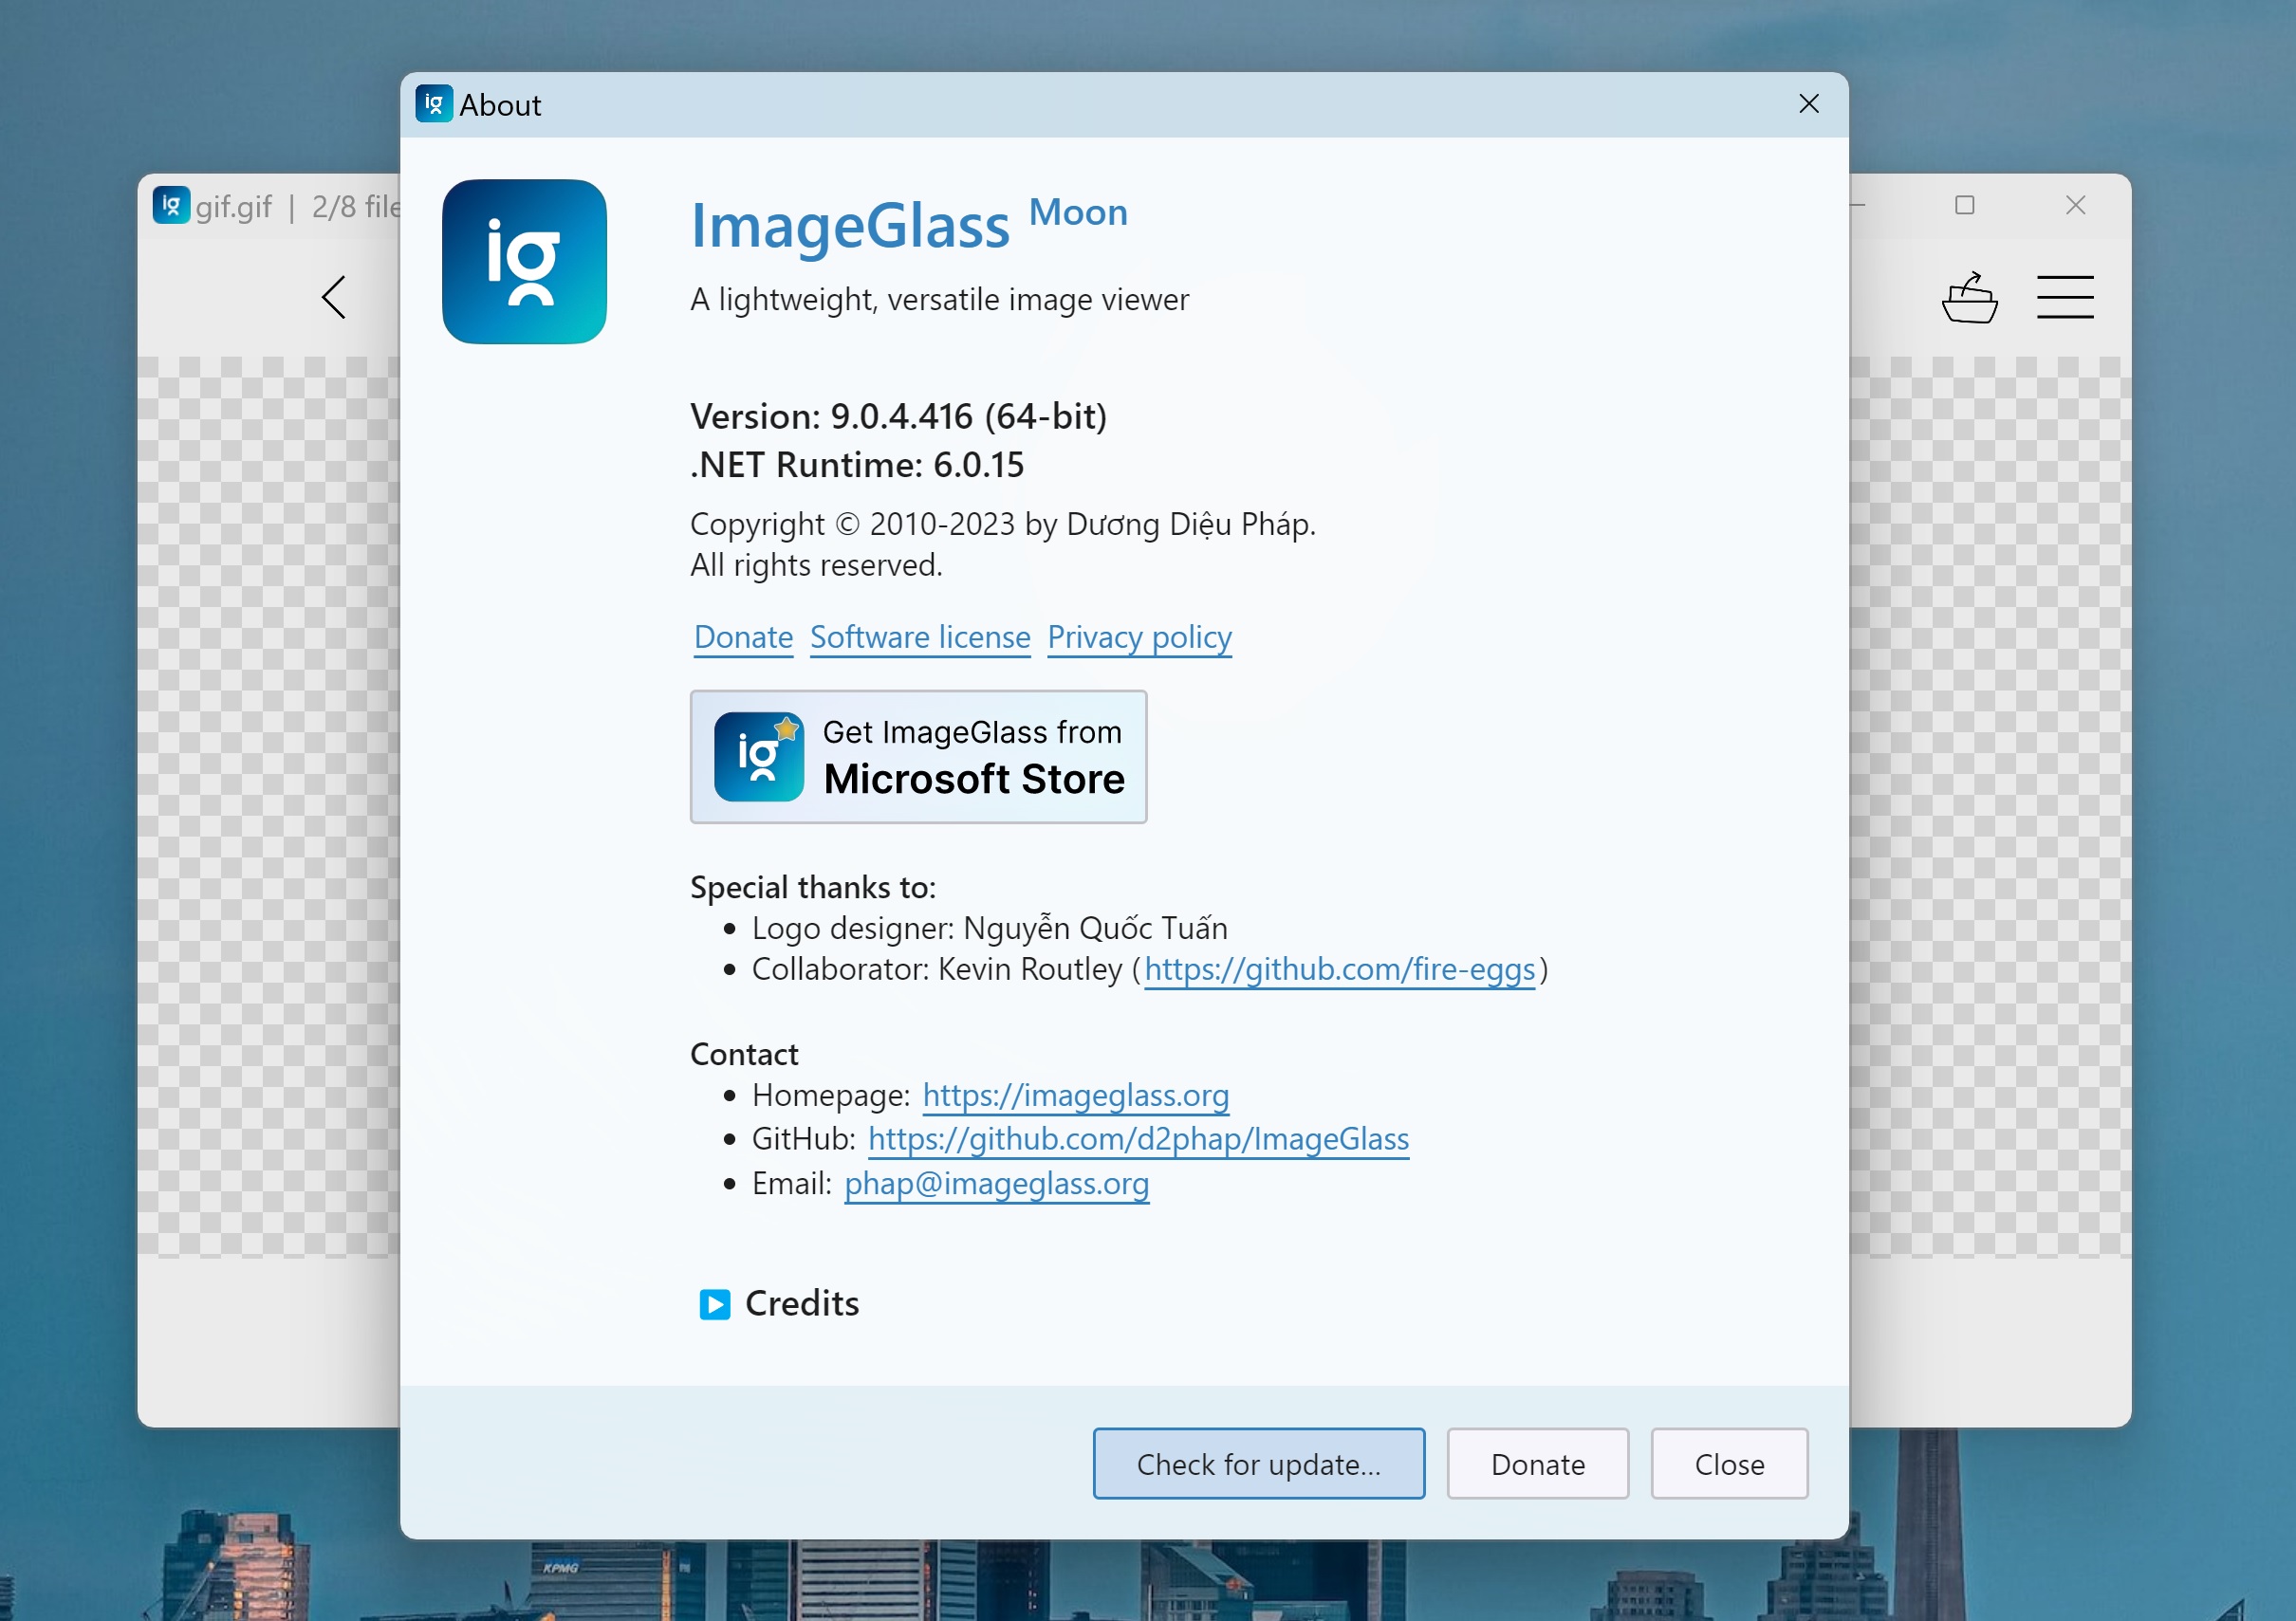 ig About
ig gif.gif | 2/8 file
ig
ImageGlass Moon
A lightweight, versatile image viewer
Version: 9.0.4.416 (64-bit)
.NET Runtime: 6.0.15
Copyright © 2010-2023 by Dương Diệu Pháp.
All rights reserved.
Donate Software license Privacy policy
ig
Get ImageGlass from
Microsoft Store
Special thanks to:
• Logo designer: Nguyễn Quốc Tuấn
• Collaborator: Kevin Routley (https://github.com/fire-eggs)
Contact
• Homepage: https://imageglass.org
• GitHub: https://github.com/d2phap/ImageGlass
• Email: phap@imageglass.org
Credits
Check for update... Donate Close
KPMG